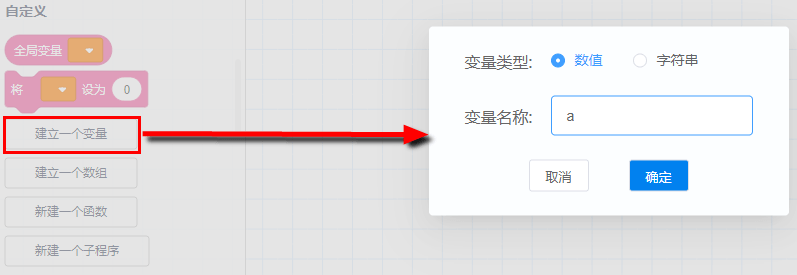 自定义
全局变量
将 设为 0
建立一个变量
建立一个数组
新建一个函数
新建一个子程序
变量类型: 数值 字符串
变量名称: a
取消 确定